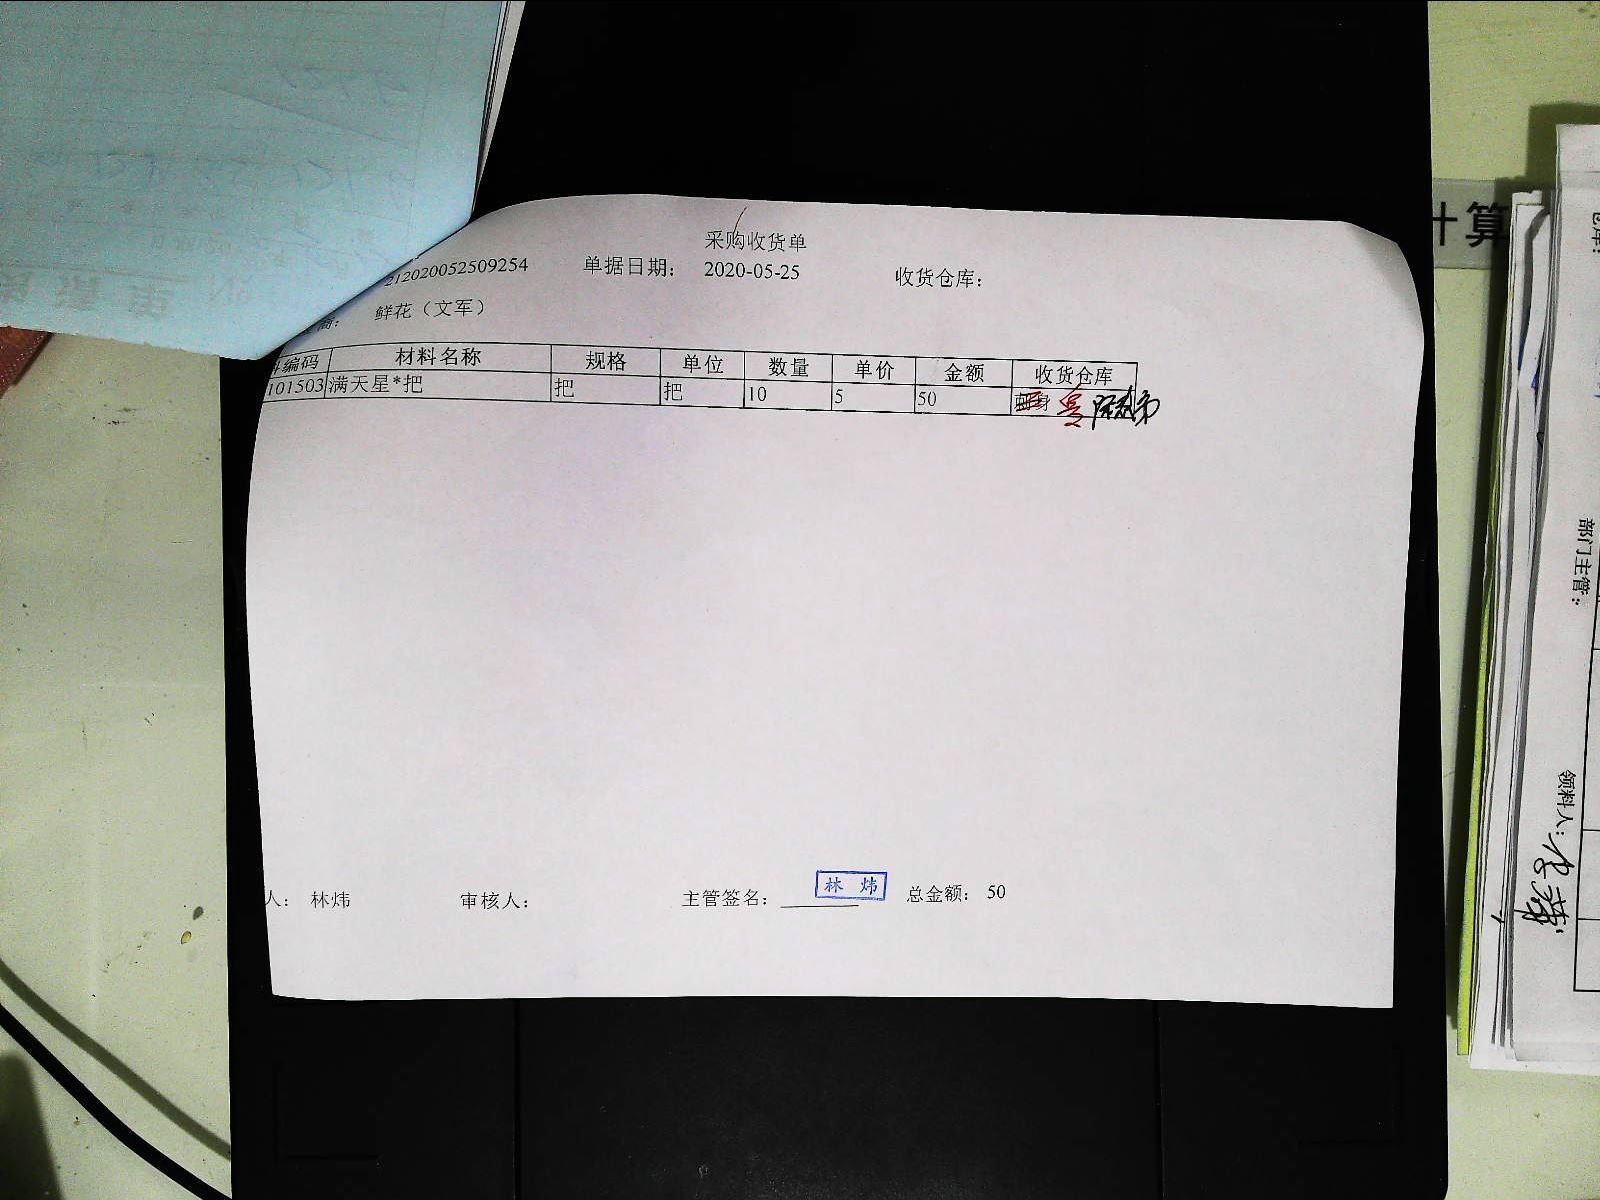 采购收货单
212020052509254 单据日期： 2020-05-25 收货仓库：
商： 鲜花（文军）
编码 材料名称 规格 单位 数量 单价 金额 收货仓库
101503 满天星*把 把 把 10 5 50
人： 林炜 审核人： 主管签名： 林 炜 总金额： 50
计算
部门主管：
领料人：